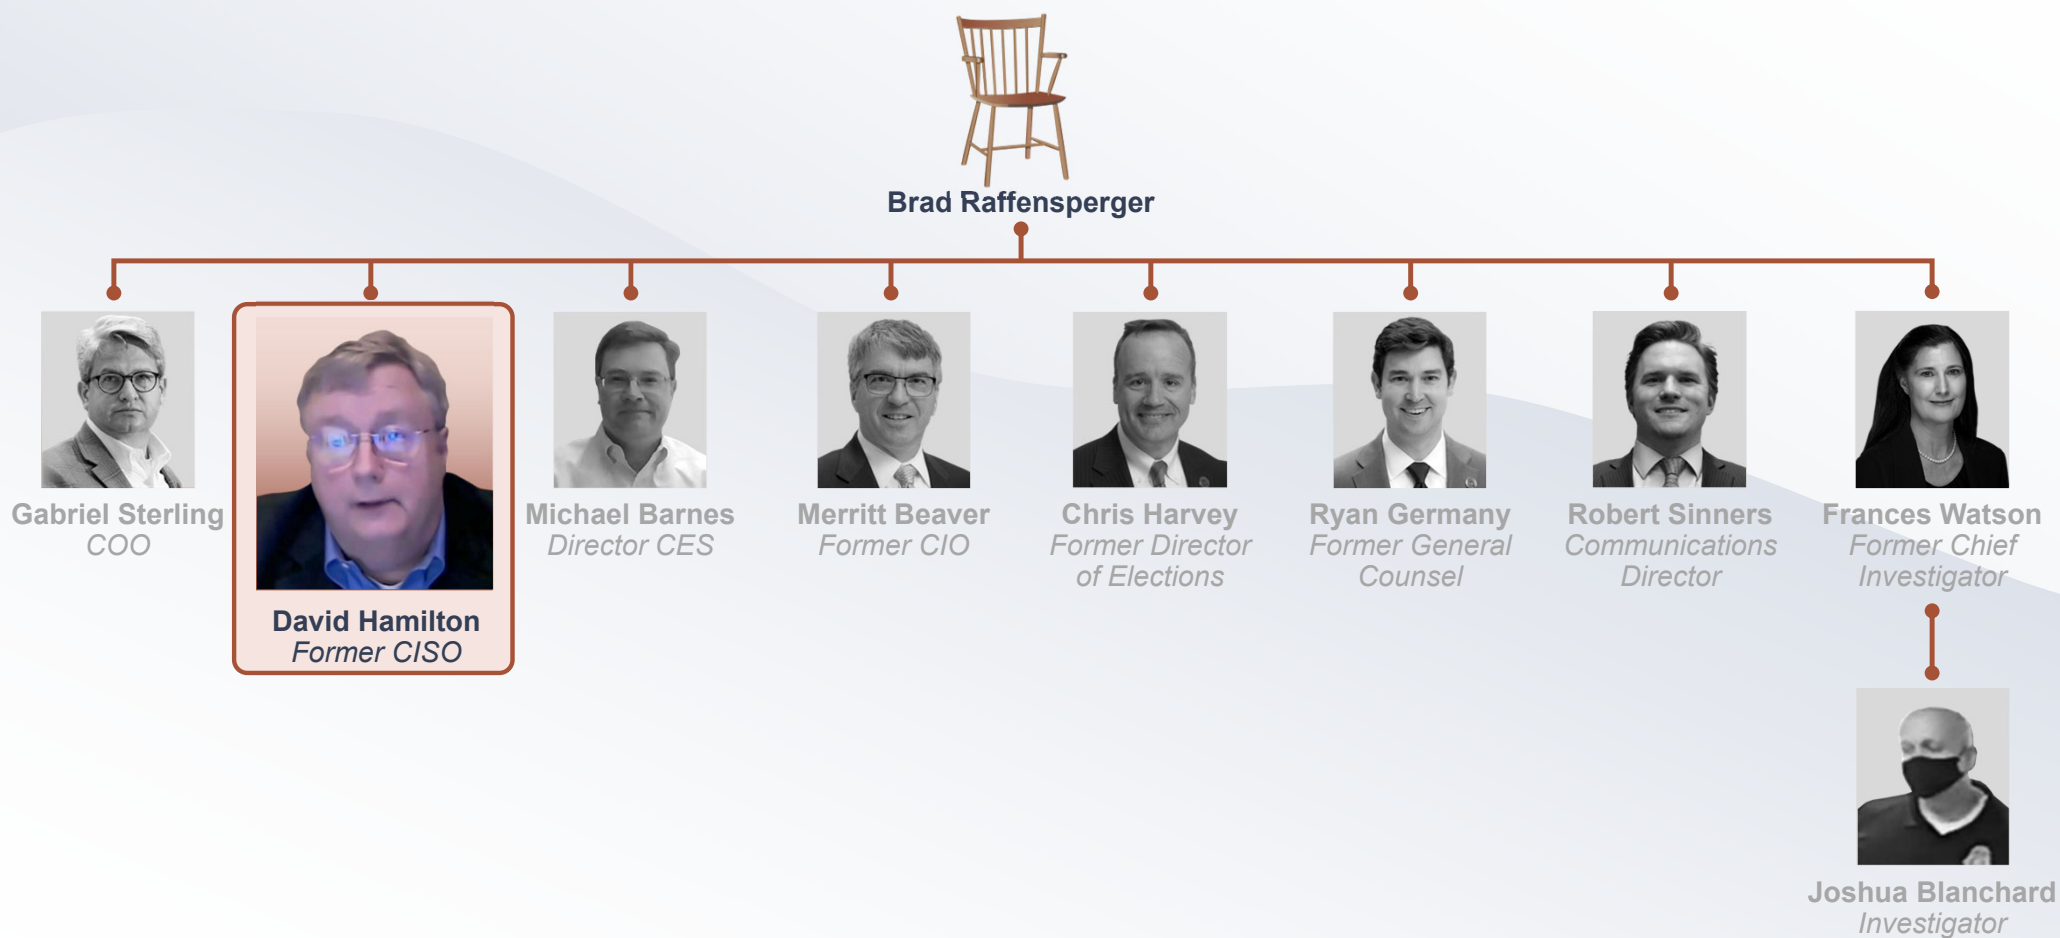 Brad Raffensperger
Gabriel Sterling
COO
David Hamilton
Former CISO
Michael Barnes
Director CES
Merritt Beaver
Former CIO
Chris Harvey
Former Director
of Elections
Ryan Germany
Former General
Counsel
Robert Sinners
Communications
Director
Frances Watson
Former Chief
Investigator
Joshua Blanchard
Investigator